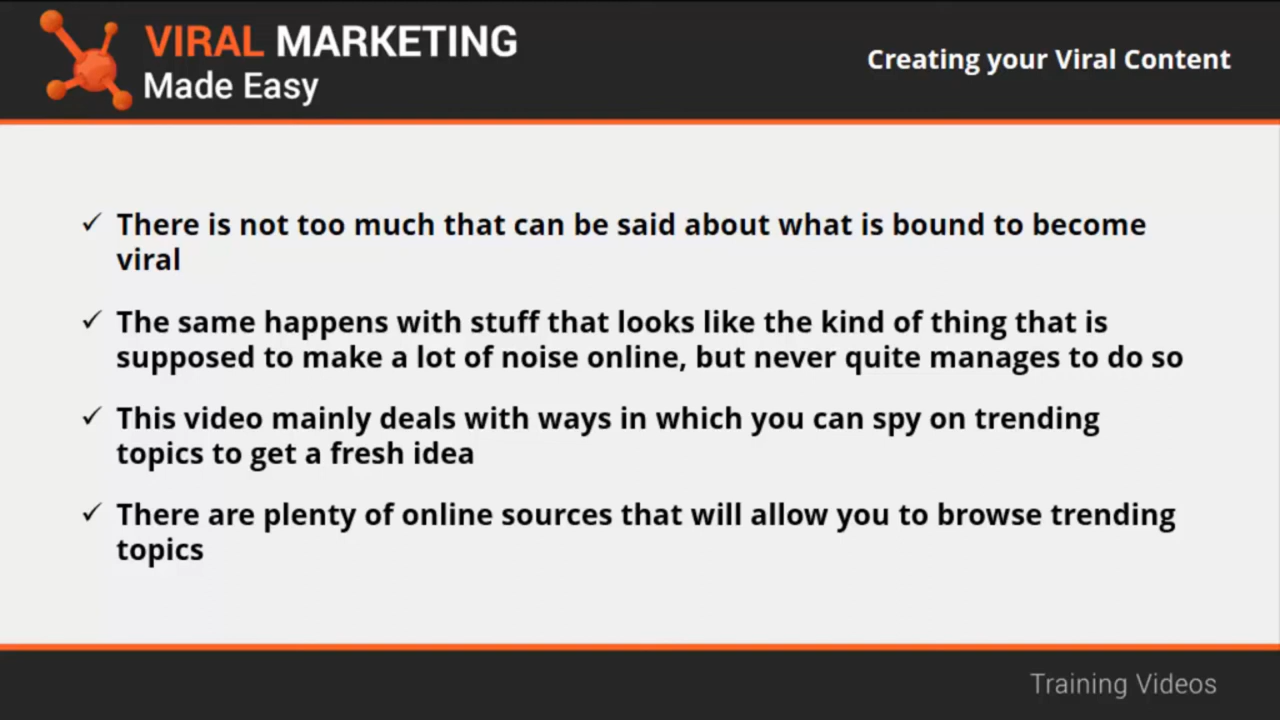 VIRAL MARKETING
Made Easy
Creating your Viral Content
✓ There is not too much that can be said about what is bound to become
viral
✓ The same happens with stuff that looks like the kind of thing that is
supposed to make a lot of noise online, but never quite manages to do so
✓ This video mainly deals with ways in which you can spy on trending
topics to get a fresh idea
✓ There are plenty of online sources that will allow you to browse trending
topics
Training Videos